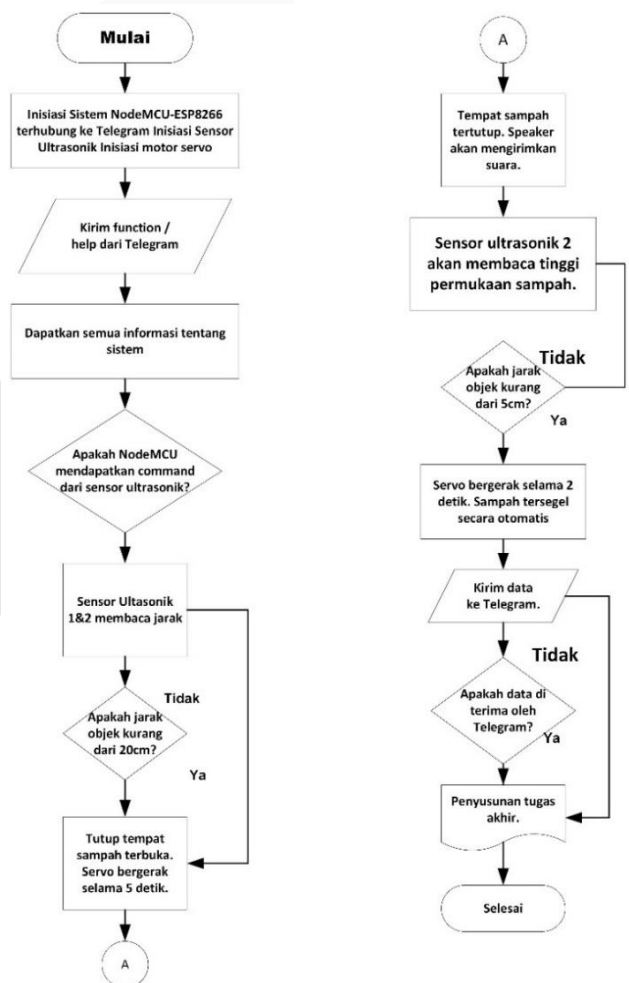 Mulai
Inisiasi Sistem NodeMCU-ESP8266
terhubung ke Telegram Inisiasi Sensor
Ultrasonik Inisiasi motor servo
Kirim function /
help dari Telegram
Dapatkan semua informasi tentang
sistem
Apakah NodeMCU
mendapatkan command
dari sensor ultrasonik?
Sensor Ultasonik
1&2 membaca jarak
Tidak
Apakah jarak
objek kurang
dari 20cm?
Ya
Tutup tempat
sampah terbuka.
Servo bergerak
selama 5 detik.
A
A
Tempat sampah
tertutup. Speaker
akan mengirimkan
suara.
Sensor ultrasonik 2
akan membaca tinggi
permukaan sampah.
Tidak
Apakah jarak
objek kurang
dari 5cm?
Ya
Servo bergerak selama 2
detik. Sampah tersegel
secara otomatis
Kirim data
ke Telegram.
Tidak
Apakah data di
terima oleh
Telegram?
Ya
Penyusunan tugas
akhir.
Selesai